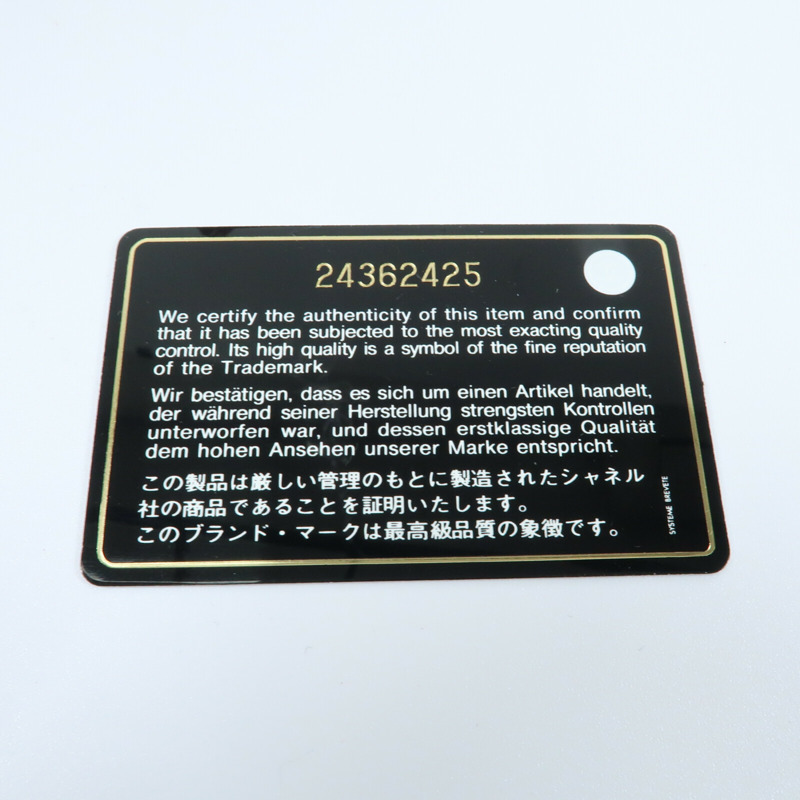 24362425
We certify the authenticity of this item and confirm
that it has been subjected to the most exacting quality
control. Its high quality is a symbol of the fine reputation
of the Trademark.
Wir bestätigen, dass es sich um einen Artikel handelt,
der während seiner Herstellung strengsten Kontrollen
unterworfen war, und dessen erstklassige Qualität
dem hohen Ansehen unserer Marke entspricht.
この製品は厳しい管理のもとに製造されたシャネル
社の商品であることを証明いたします。
このブランド・マークは最高級品質の象徴です。
SYSTEME BREVETE